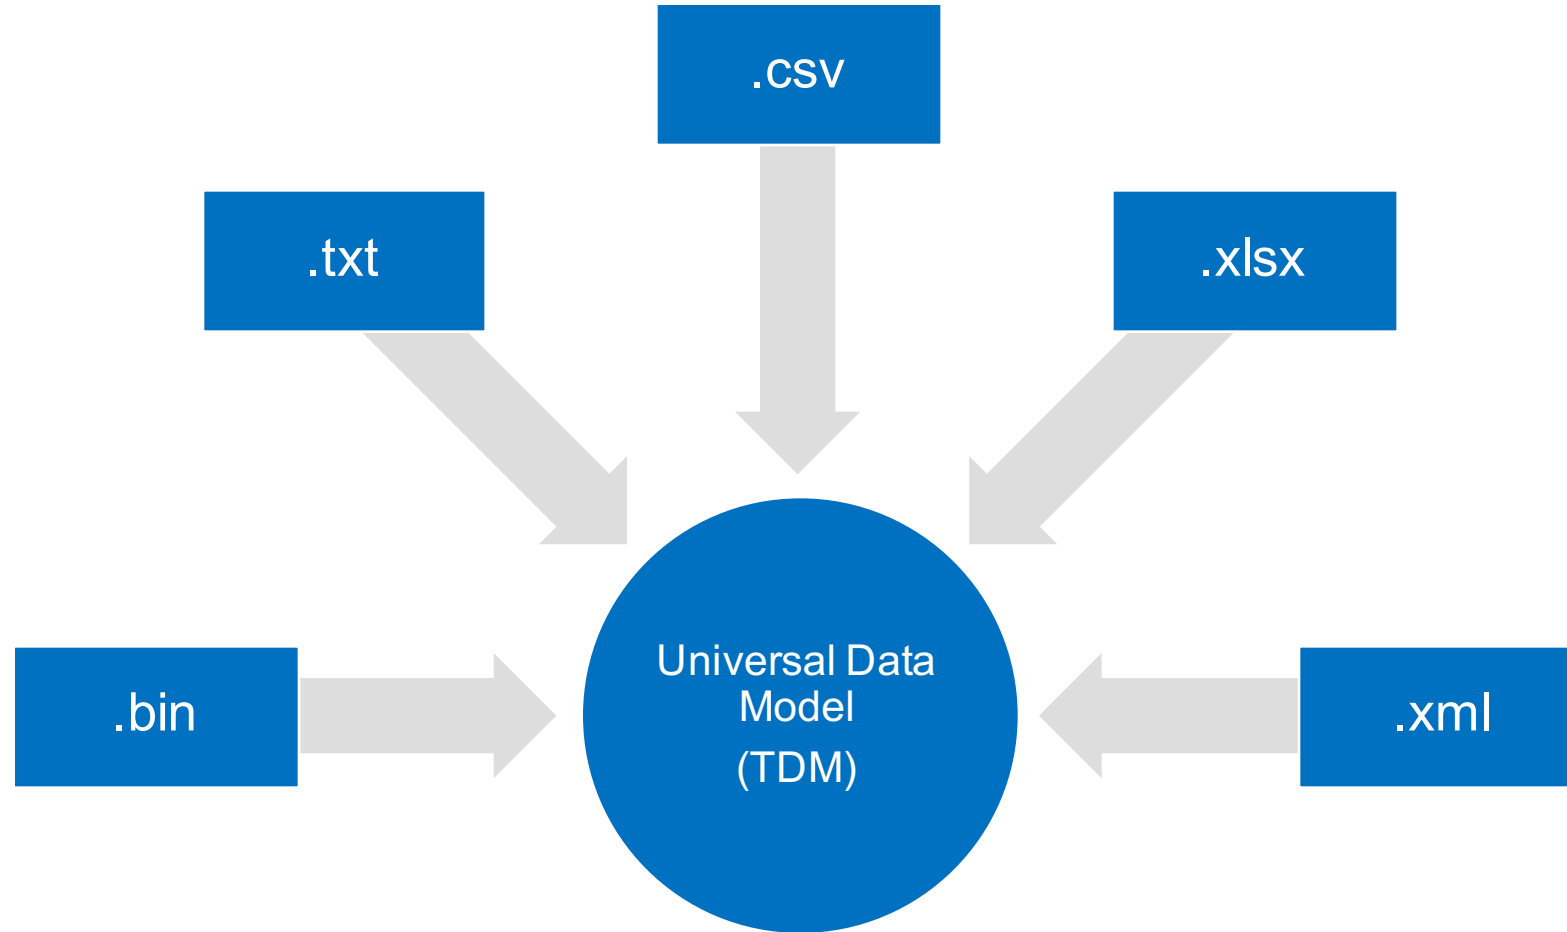 .csv
.txt
.xlsx
Universal Data
Model
(TDM)
.bin
.xml